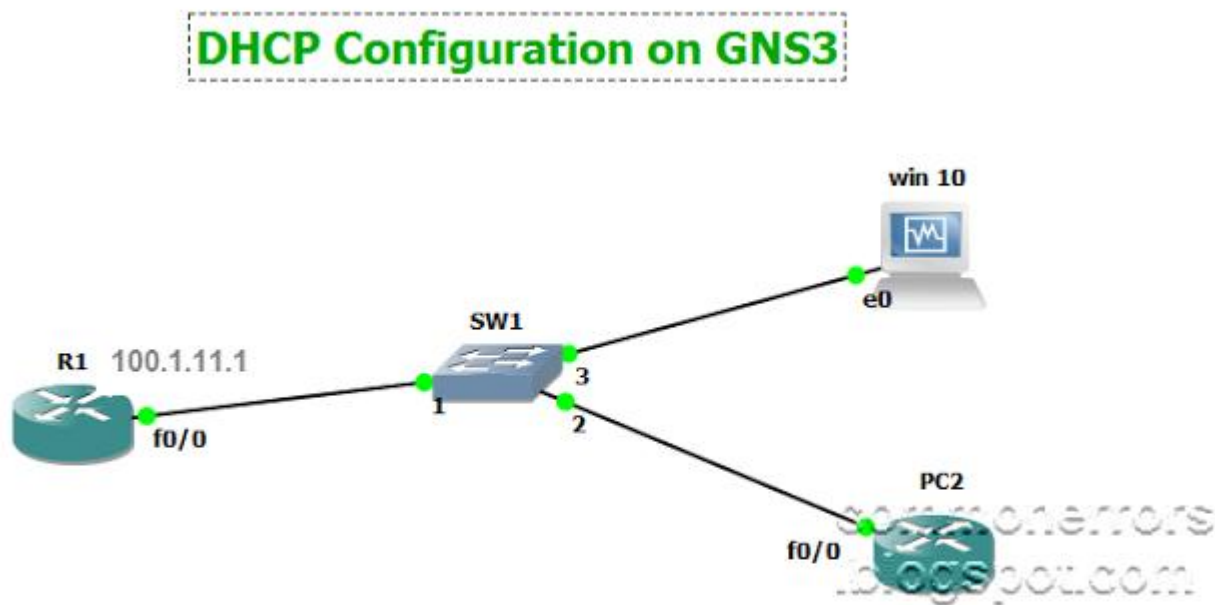 DHCP Configuration on GNS3
win 10
e0
SW1
3
R1 100.1.11.1
1
2
f0/0
PC2
f0/0
commonerrors
.blogspot.com